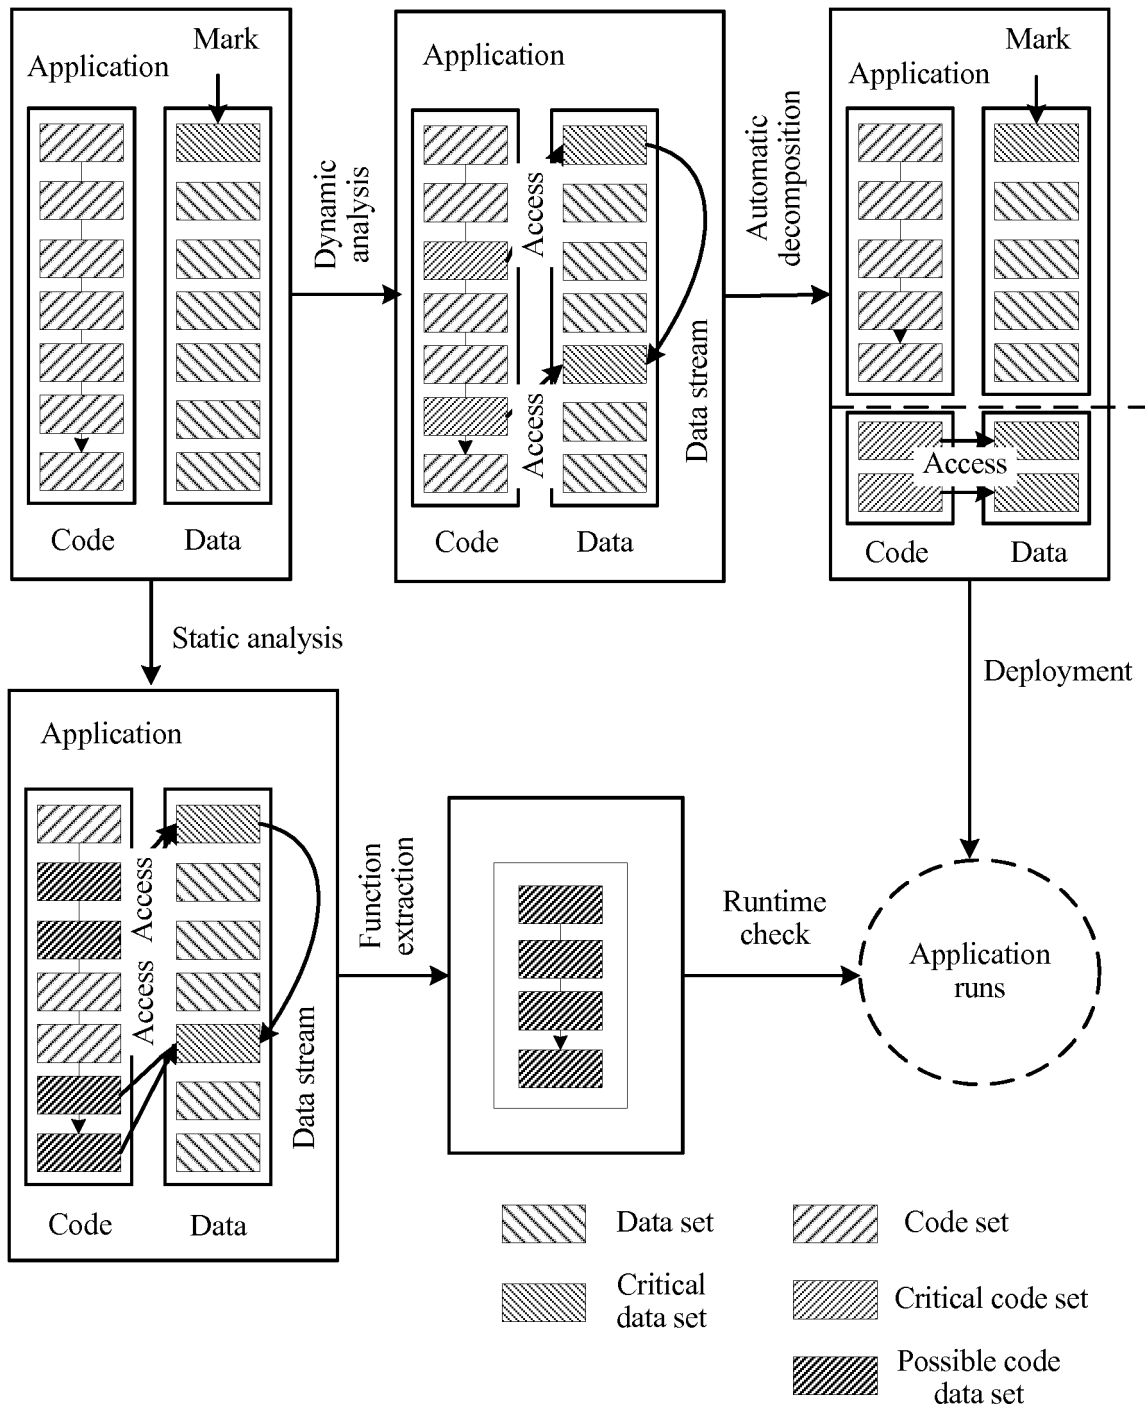 Mark
Application
Code
Data
Dynamic
analysis
Application
Access
Access
Data stream
Code
Data
Automatic
decomposition
Mark
Application
Access
Code
Data
Static analysis
Deployment
Application
Access
Access
Data stream
Code
Data
Function
extraction
Runtime
check
Application
runs
Data set
Code set
Critical
data set
Critical code set
Possible code
data set